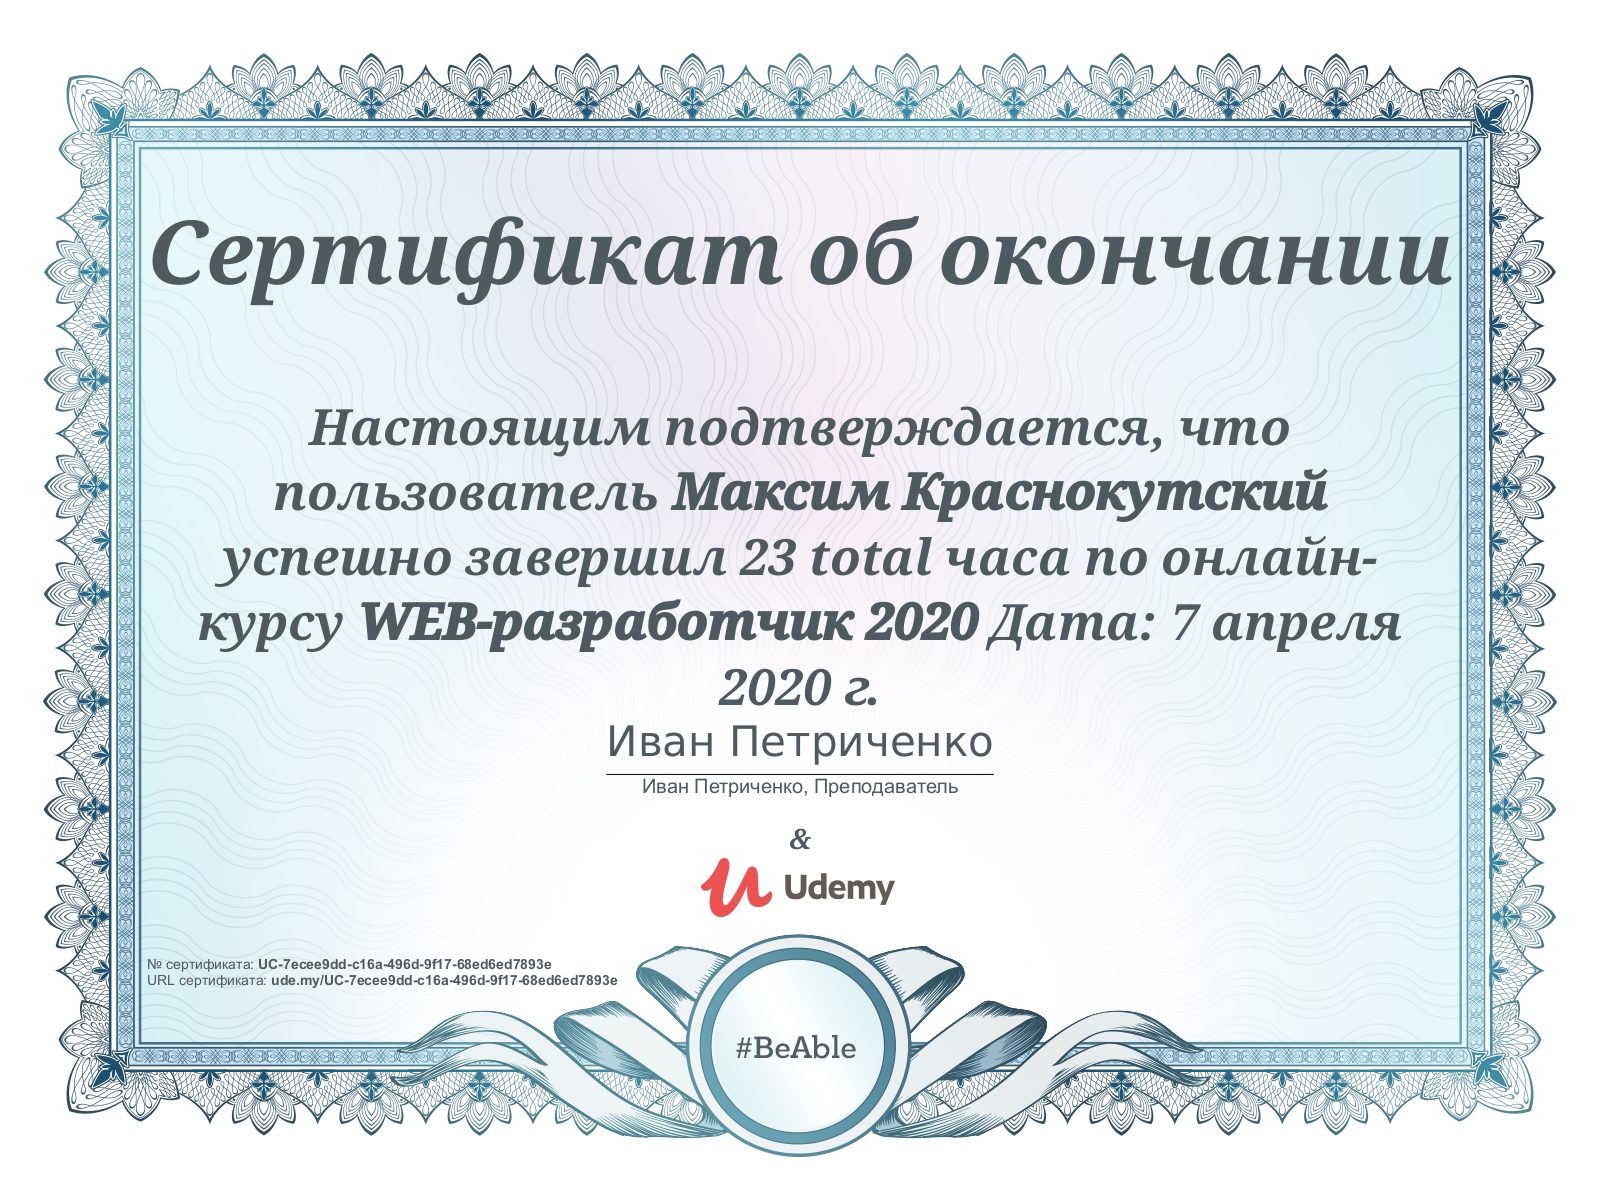 Сертификат об окончании
Настоящим подтверждается, что
пользователь Максим Краснокутский
успешно завершил 23 total часа по онлайн-
курсу WEB-разработчик 2020 Дата: 7 апреля
2020 г.
Иван Петриченко
Иван Петриченко, Преподаватель
&
Udemy
№ сертификата: UC-7ecee9dd-c16a-496d-9f17-68ed6ed7893e
URL сертификата: ude.my/UC-7ecee9dd-c16a-496d-9f17-68ed6ed7893e
#BeAble